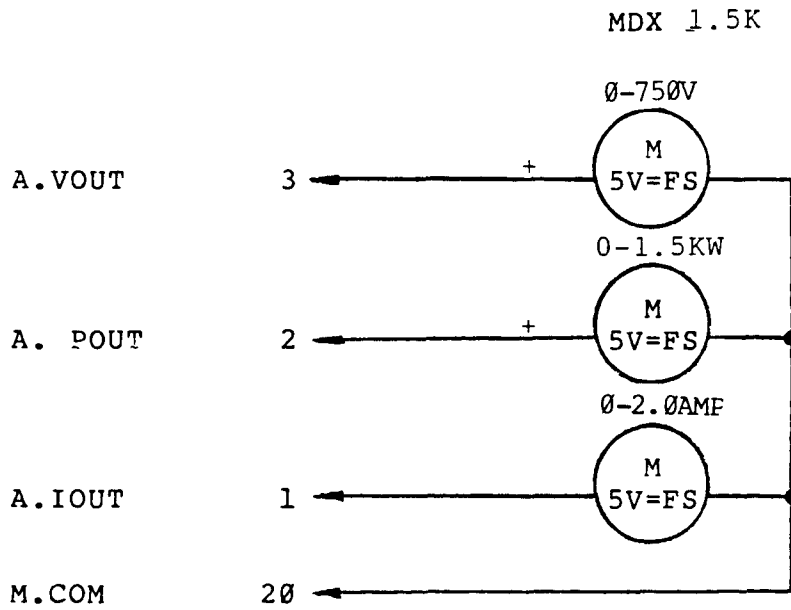 MDX 1.5K
Ø-75ØV
M
A.VOUT 3 + 5V=FS
O-1.5KW
M
A. POUT 2 + 5V=FS
Ø-2.ØAMP
M
A.IOUT 1 5V=FS
M.COM 2Ø